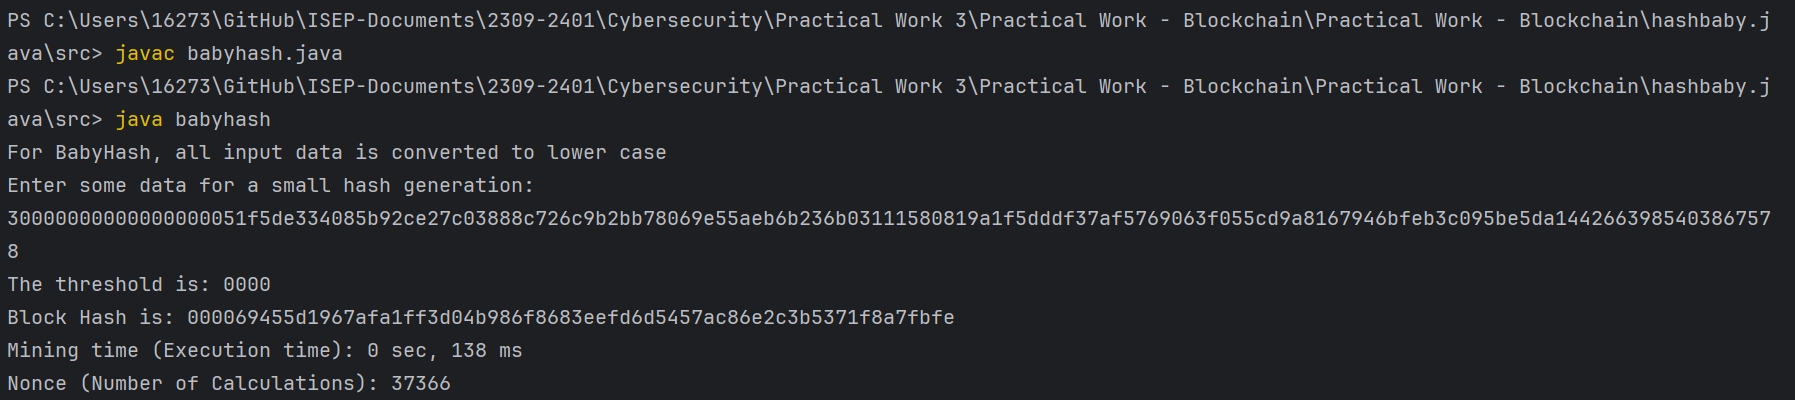 PS C:\Users\16273\GitHub\ISEP-Documents\2309-2401\Cybersecurity\Practical Work 3\Practical Work - Blockchain\Practical Work - Blockchain\hashbaby.j
ava\src> javac babyhash.java
PS C:\Users\16273\GitHub\ISEP-Documents\2309-2401\Cybersecurity\Practical Work 3\Practical Work - Blockchain\Practical Work - Blockchain\hashbaby.j
ava\src> java babyhash
For BabyHash, all input data is converted to lower case
Enter some data for a small hash generation:
30000000000000000051f5de334085b92ce27c03888c726c9b2bb78069e55aeb6b236b03111580819a1f5dddf37af5769063f055cd9a8167946bfeb3c095be5da144266398540386757
8
The threshold is: 0000
Block Hash is: 000069455d1967afa1ff3d04b986f8683eefd6d5457ac86e2c3b5371f8a7fbfe
Mining time (Execution time): 0 sec, 138 ms
Nonce (Number of Calculations): 37366